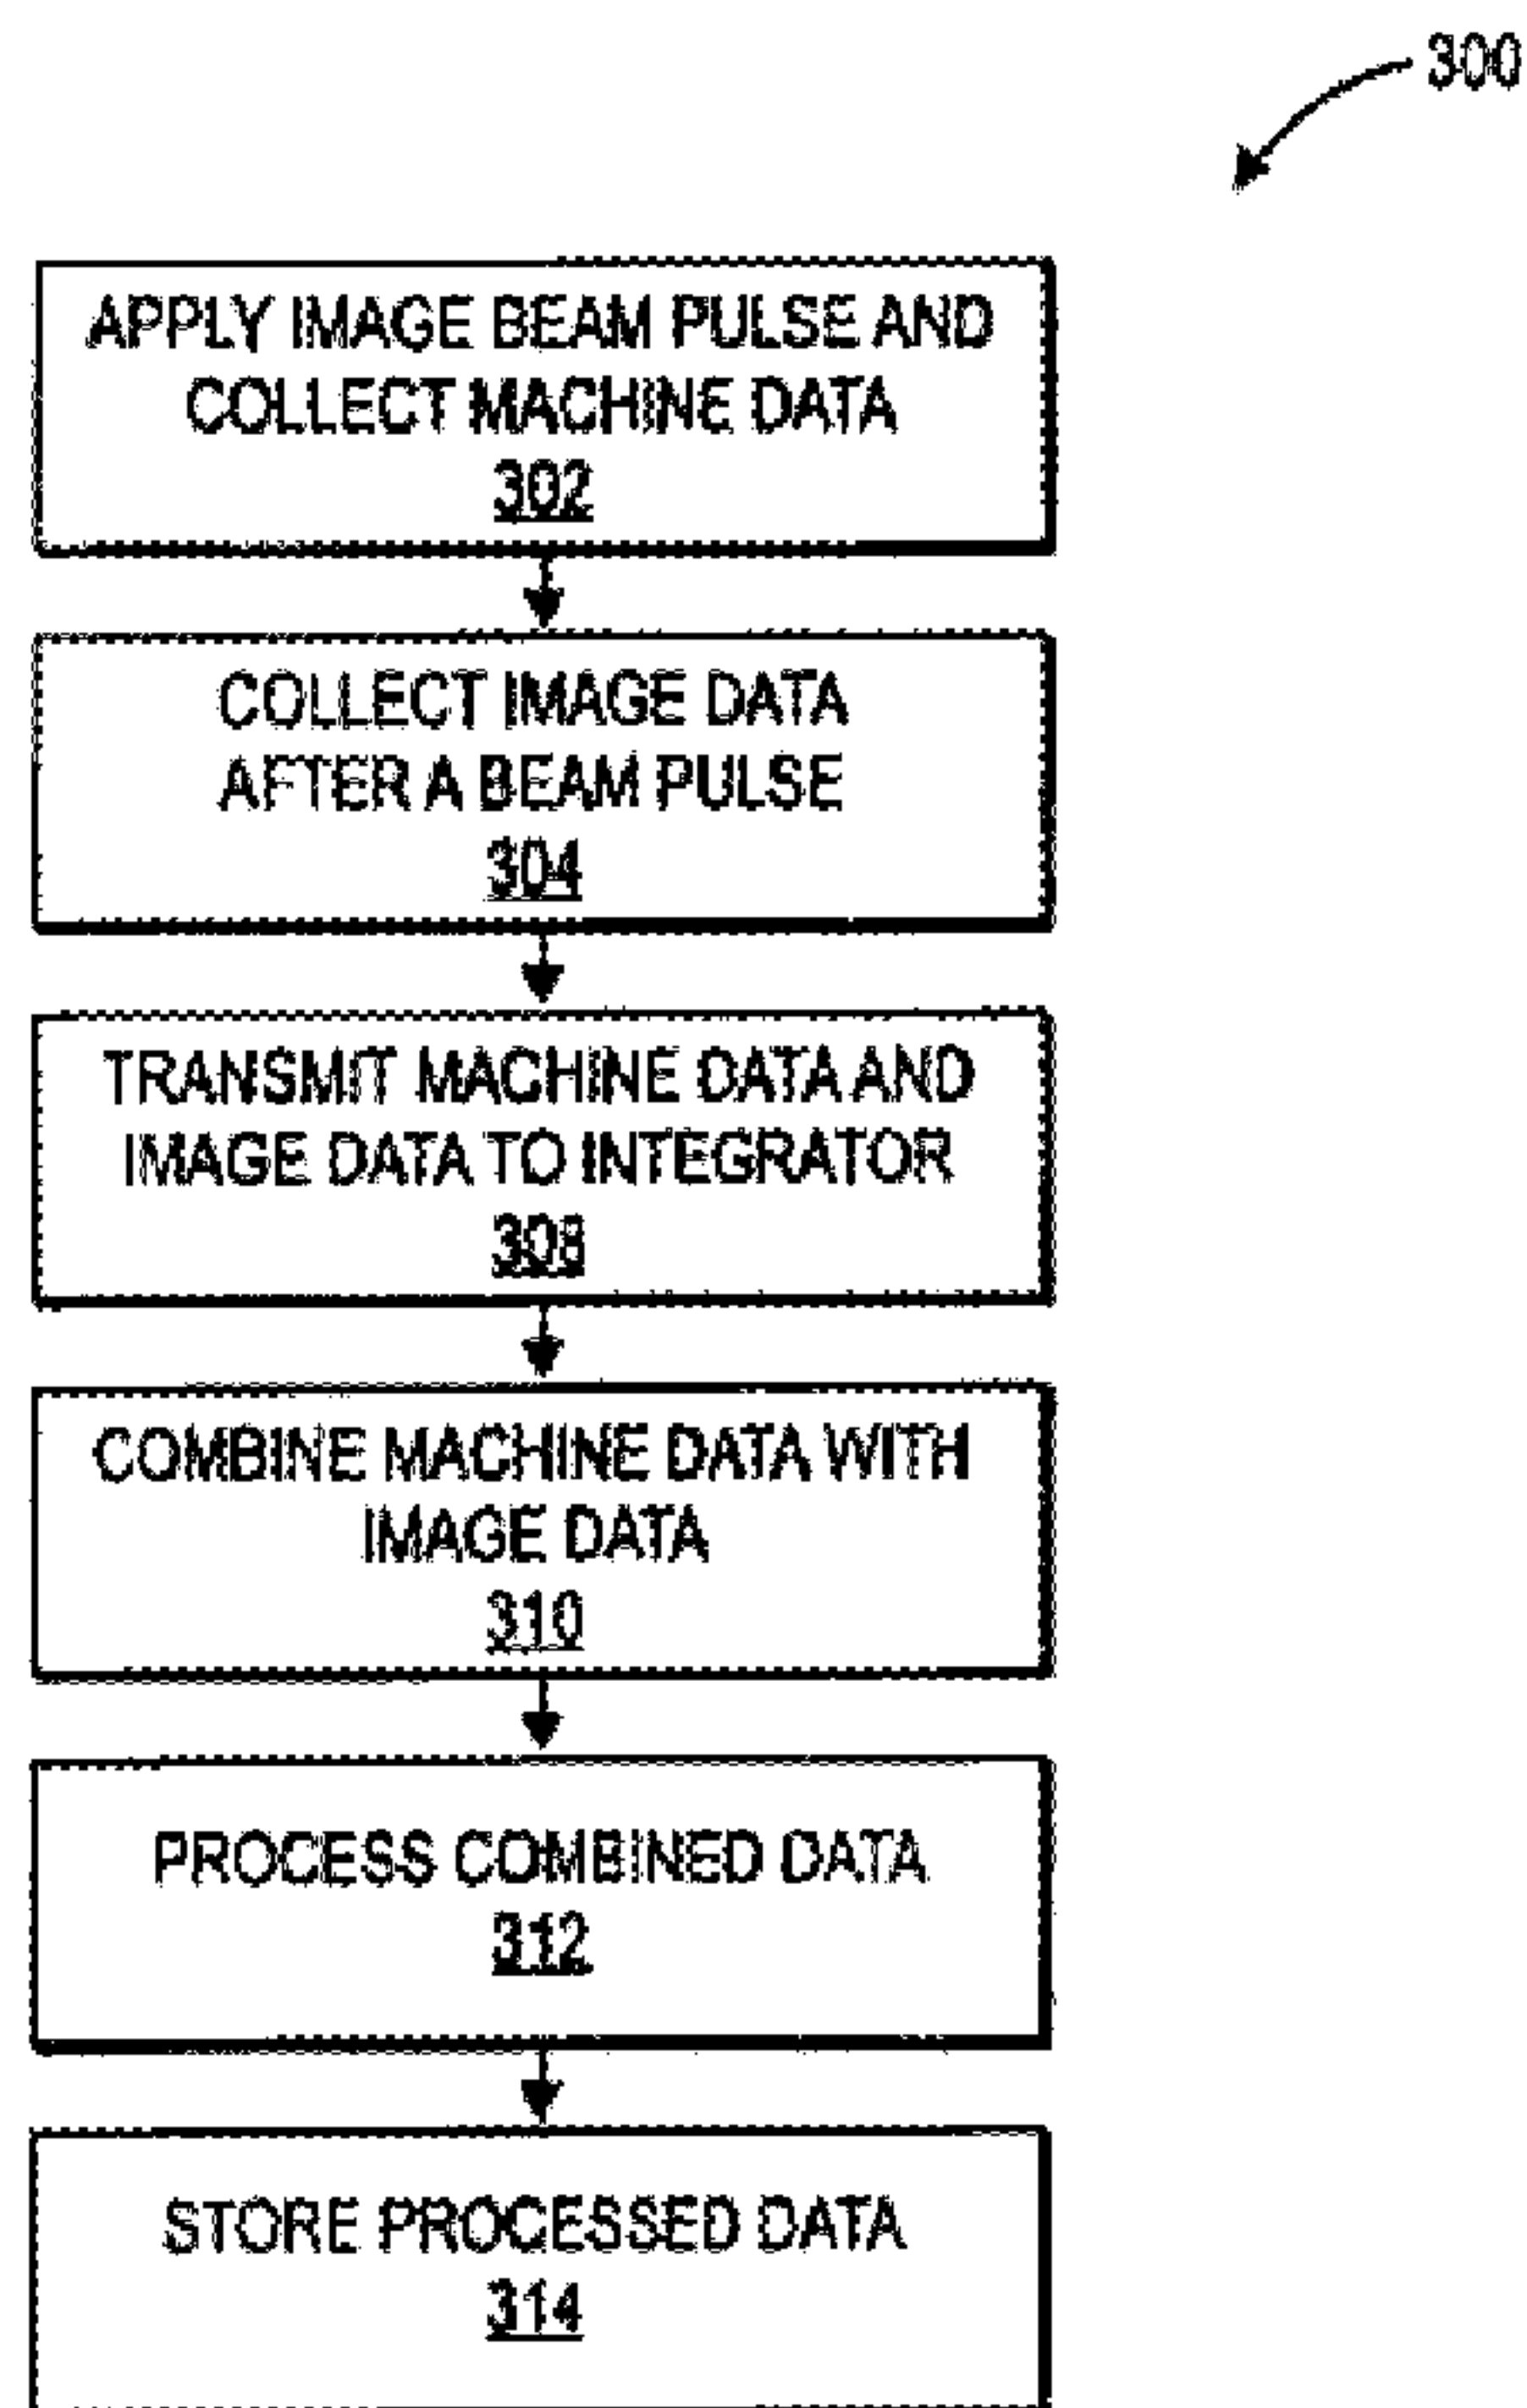 300
APPLY IMAGE BEAM PULSE AND
COLLECT MACHINE DATA
302
COLLECT IMAGE DATA
AFTER A BEAM PULSE
304
TRANSMIT MACHINE DATA AND
IMAGE DATA TO INTEGRATOR
308
COMBINE MACHINE DATA WITH
IMAGE DATA
310
PROCESS COMBINED DATA
312
STORE PROCESSED DATA
314